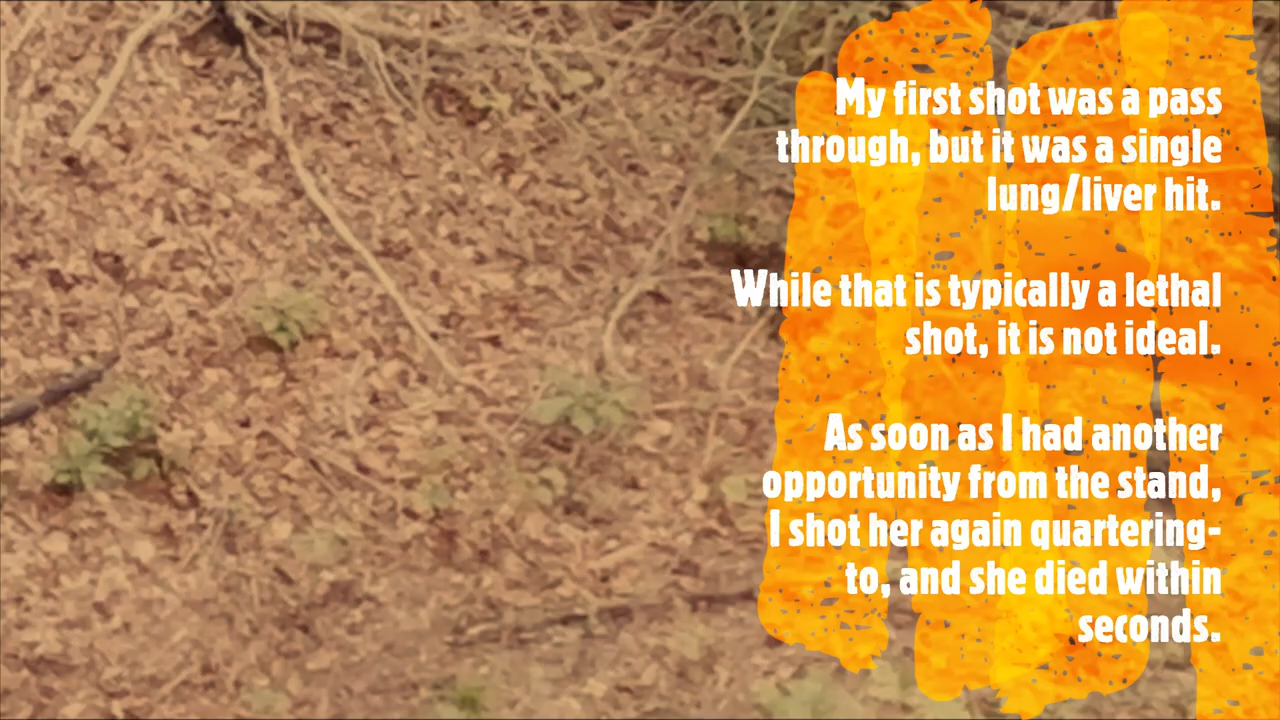 My first shot was a pass
through, but it was a single
lung/liver hit.
While that is typically a lethal
shot, it is not ideal.
As soon as I had another
opportunity from the stand,
I shot her again quartering-
to, and she died within
seconds.